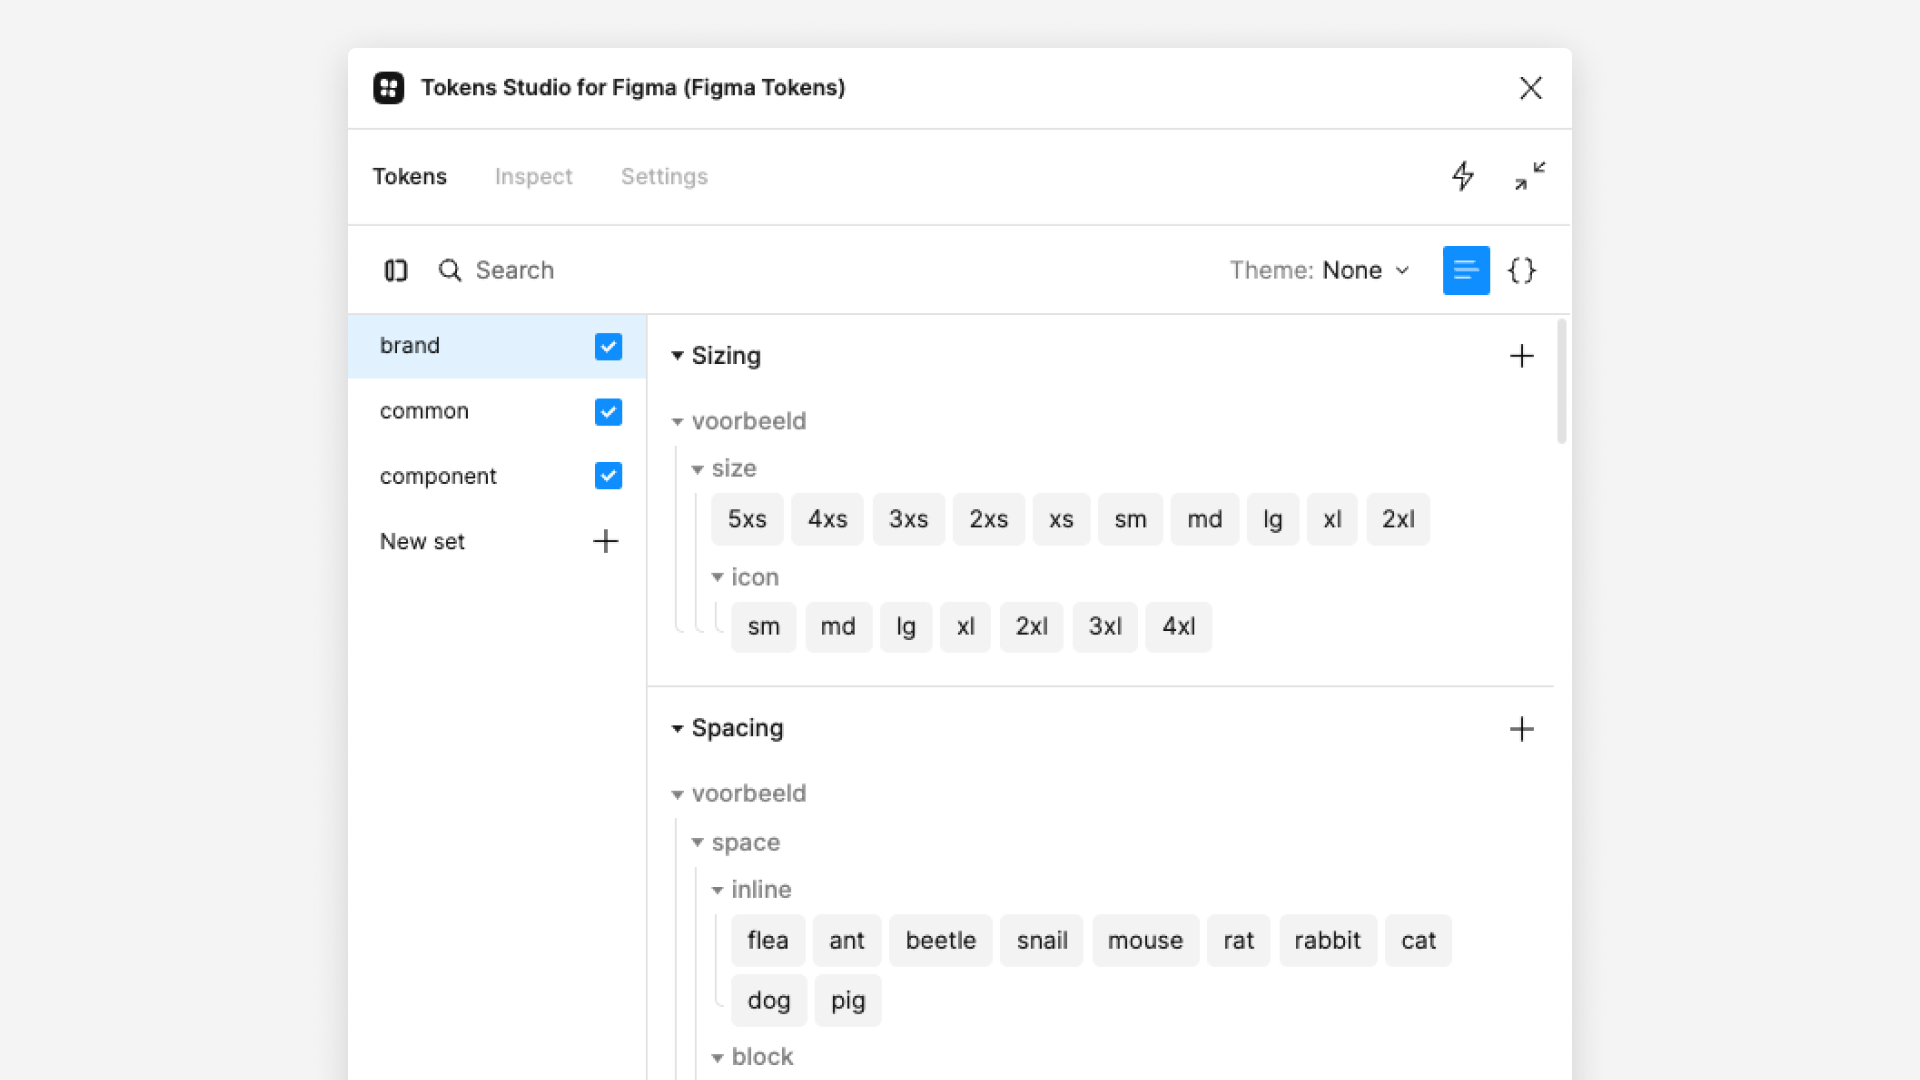 Tokens Studio for Figma (Figma Tokens)
Tokens Inspect Settings
Search Theme: None
brand
common
component
New set
Sizing
voorbeeld
size
5xs 4xs 3xs 2xs xs sm md lg xl 2xl
icon
sm md lg xl 2xl 3xl 4xl
Spacing
voorbeeld
space
inline
flea ant beetle snail mouse rat rabbit cat
dog pig
block